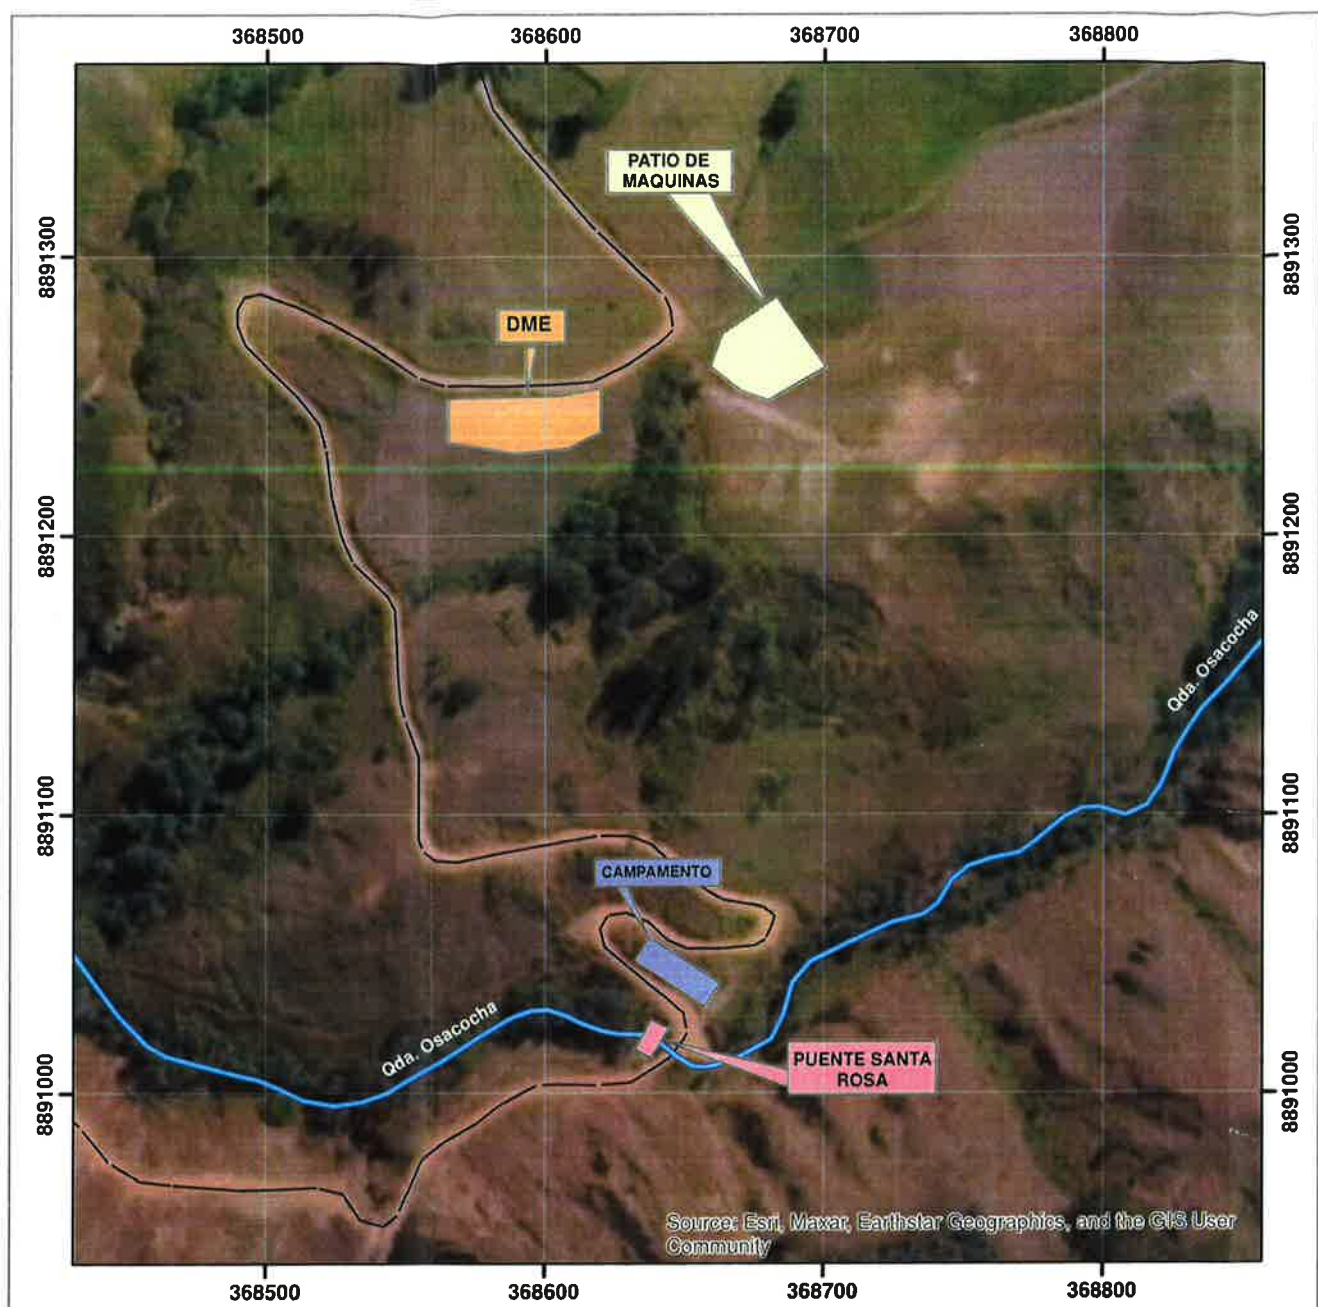 368500 368600 368700 368800
PATIO DE
MAQUINAS
8891300 8891300
DME
8891200 8891200
Qda. Osacocha
8891100 8891100
CAMPAMENTO
Qda. Osacocha
PUENTE SANTA
ROSA
8891000 8891000
Source: Esri, Maxar, Earthstar Geographics, and the GIS User
Community
368500 368600 368700 368800